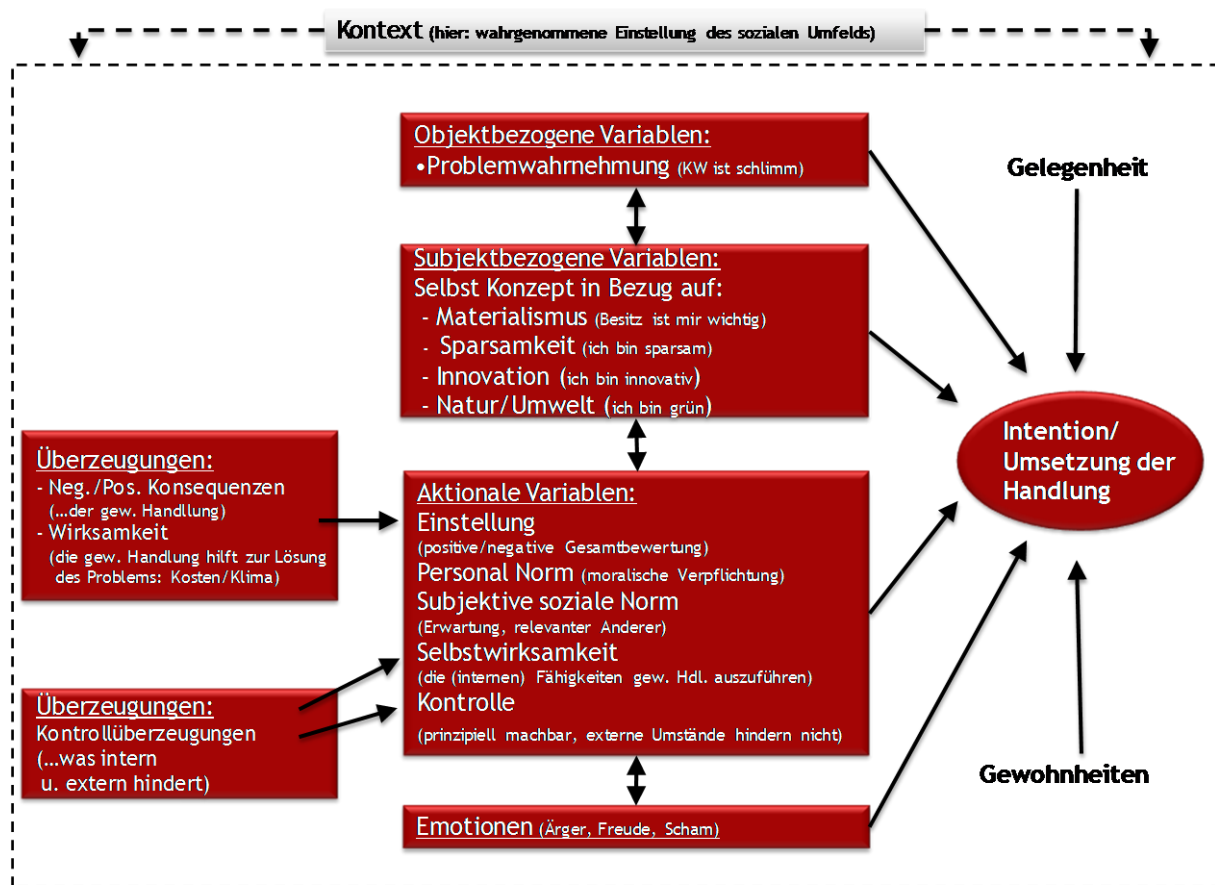 Kontext (hier: wahrgenommene Einstellung des sozialen Umfelds)
Objektbezogene Variablen:
•Problemwahrnehmung (KW ist schlimm)
Gelegenheit
Subjektbezogene Variablen:
Selbst Konzept in Bezug auf:
- Materialismus (Besitz ist mir wichtig)
- Sparsamkeit (ich bin sparsam)
- Innovation (ich bin innovativ)
- Natur/Umwelt (ich bin grün)
Intention/
Umsetzung der
Handlung
Überzeugungen:
- Neg./Pos. Konsequenzen
(…der gew. Handllung)
- Wirksamkeit
(die gew. Handlung hilft zur Lösung
des Problems: Kosten/Klima)
Aktionale Variablen:
Einstellung
(positive/negative Gesamtbewertung)
Personal Norm (moralische Verpflichtung)
Subjektive soziale Norm
(Erwartung, relevanter Anderer)
Selbstwirksamkeit
(die (internen) Fähigkeiten gew. Hdl. auszuführen)
Kontrolle
(prinzipiell machbar, externe Umstände hindern nicht)
Überzeugungen:
Kontrollüberzeugungen
(…was intern
u. extern hindert)
Gewohnheiten
Emotionen (Ärger, Freude, Scham)